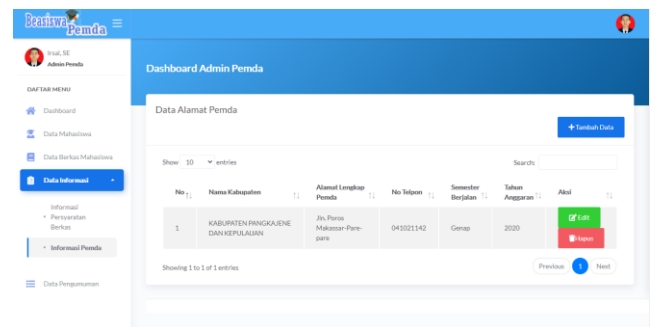 Beasiswa
Pemda
Irsal, SE
Admin Pemda
DAFTAR MENU
Dashboard
Data Mahasiswa
Data Berkas Mahasiswa
Data Informasi
Informasi
Persyaratan
Berkas
Informasi Pemda
Data Pengumuman
Dashboard Admin Pemda
Data Alamat Pemda
+ Tambah Data
Show 10 entries
Search:
No Nama Kabupaten Alamat Lengkap Pemda No Telpon Semester Berjalan Tahun Anggaran Aksi
1 KABUPATEN PANGKAJENE DAN KEPULAUAN Jln. Poros Makassar-Pare-pare 041021142 Genap 2020 Edit
Hapus
Showing 1 to 1 of 1 entries
Previous 1 Next